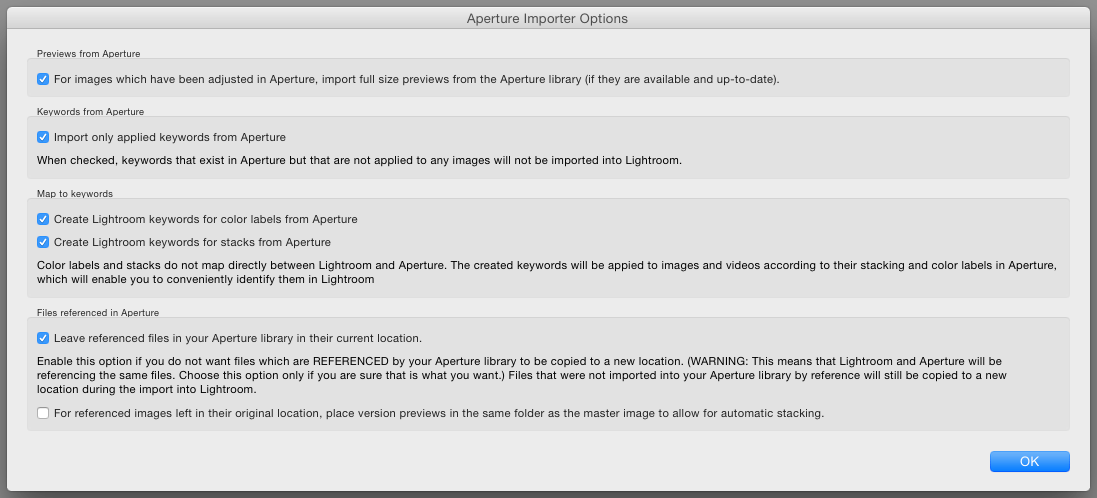 Aperture Importer Options
Previews from Aperture
For images which have been adjusted in Aperture, import full size previews from the Aperture library (if they are available and up-to-date).
Keywords from Aperture
Import only applied keywords from Aperture
When checked, keywords that exist in Aperture but that are not applied to any images will not be imported into Lightroom.
Map to keywords
Create Lightroom keywords for color labels from Aperture
Create Lightroom keywords for stacks from Aperture
Color labels and stacks do not map directly between Lightroom and Aperture. The created keywords will be appied to images and videos according to their stacking and color labels in Aperture,
which will enable you to conveniently identify them in Lightroom
Files referenced in Aperture
Leave referenced files in your Aperture library in their current location.
Enable this option if you do not want files which are REFERENCED by your Aperture library to be copied to a new location. (WARNING: This means that Lightroom and Aperture will be
referencing the same files. Choose this option only if you are sure that is what you want.) Files that were not imported into your Aperture library by reference will still be copied to a new
location during the import into Lightroom.
For referenced images left in their original location, place version previews in the same folder as the master image to allow for automatic stacking.
OK